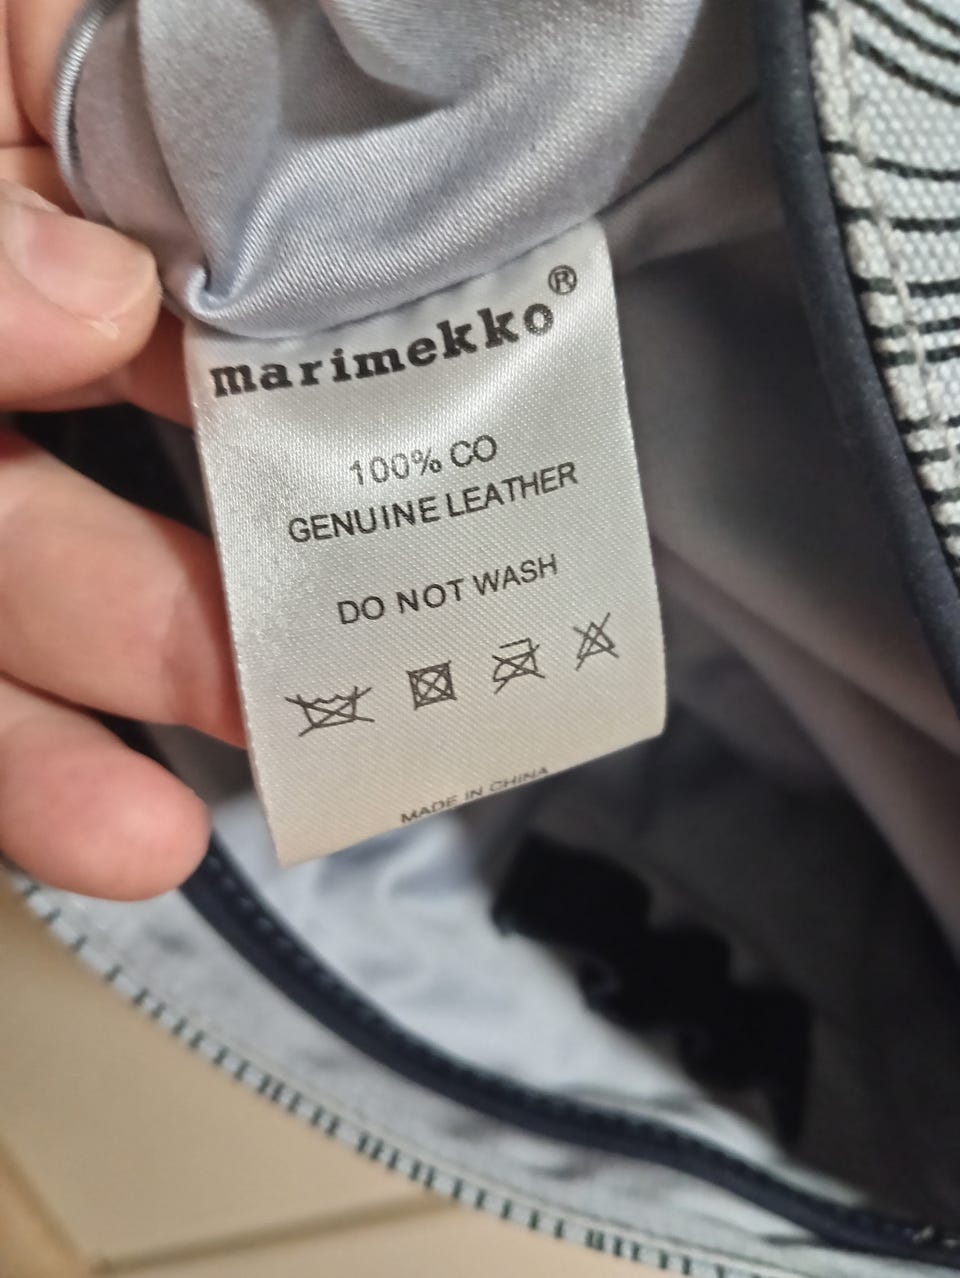 marimekko®
100% CO
GENUINE LEATHER
DO NOT WASH
MADE IN CHINA